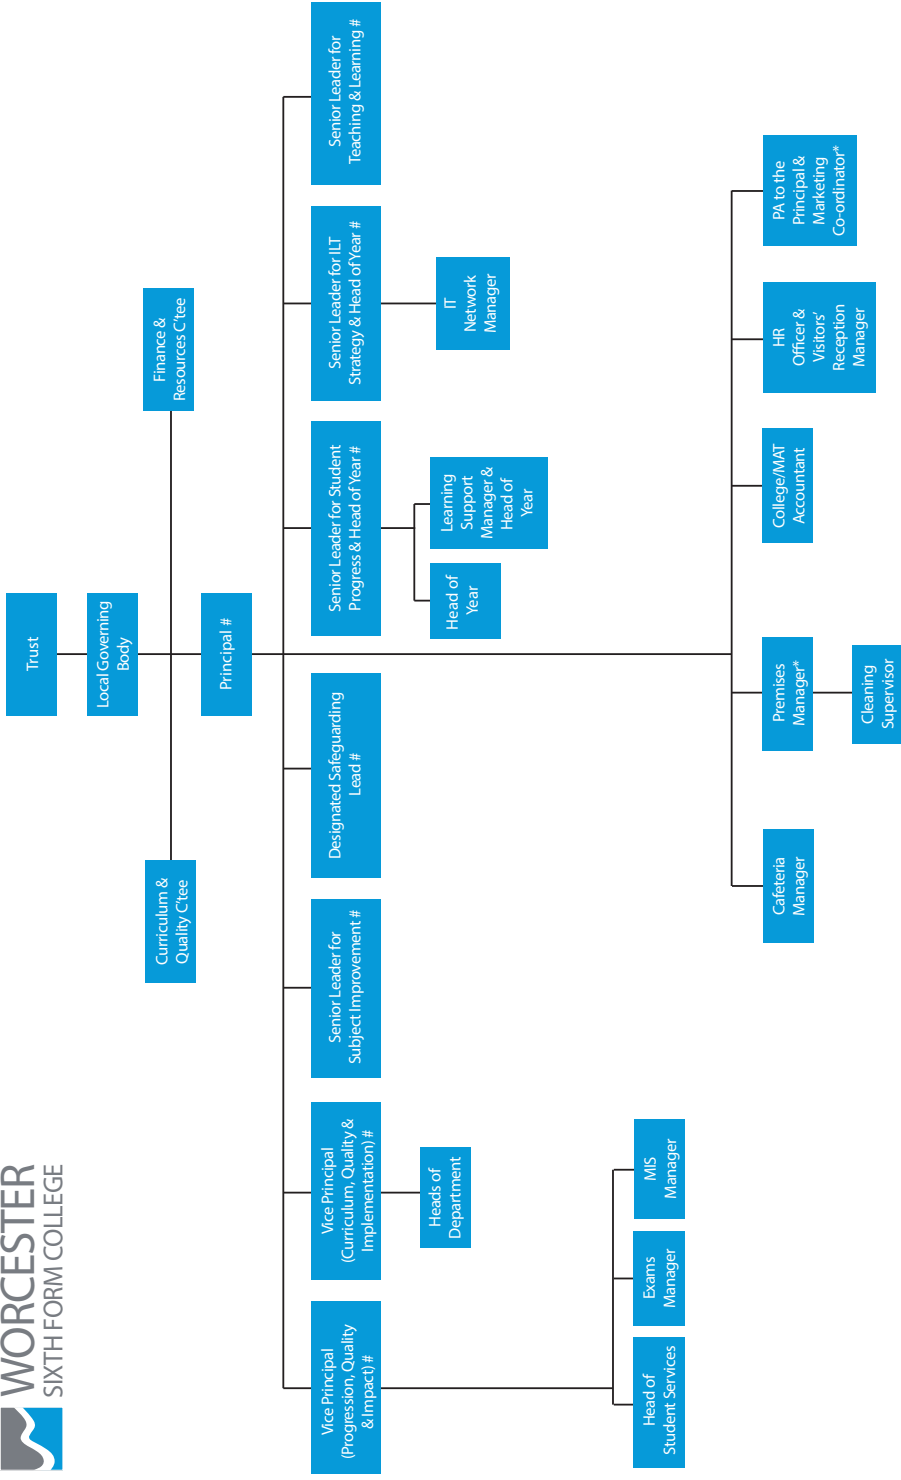 WORCESTER
SIXTH FORM COLLEGE
Trust
Local Governing
Body
Curriculum &
Quality C'tee
Finance &
Resources C'tee
Principal #
Vice Principal
(Progression, Quality
& Impact) #
Vice Principal
(Curriculum, Quality &
Implementation) #
Senior Leader for
Subject Improvement #
Designated Safeguarding
Lead #
Senior Leader for Student
Progress & Head of Year #
Senior Leader for ILT
Strategy & Head of Year #
Senior Leader for
Teaching & Learning #
Heads of
Department
Head of
Year
Learning
Support
Manager &
Head of
Year
IT
Network
Manager
Head of
Student Services
Exams
Manager
MIS
Manager
Cafeteria
Manager
Premises
Manager*
College/MAT
Accountant
HR
Officer &
Visitors'
Reception
Manager
PA to the
Principal &
Marketing
Co-ordinator*
Cleaning
Supervisor